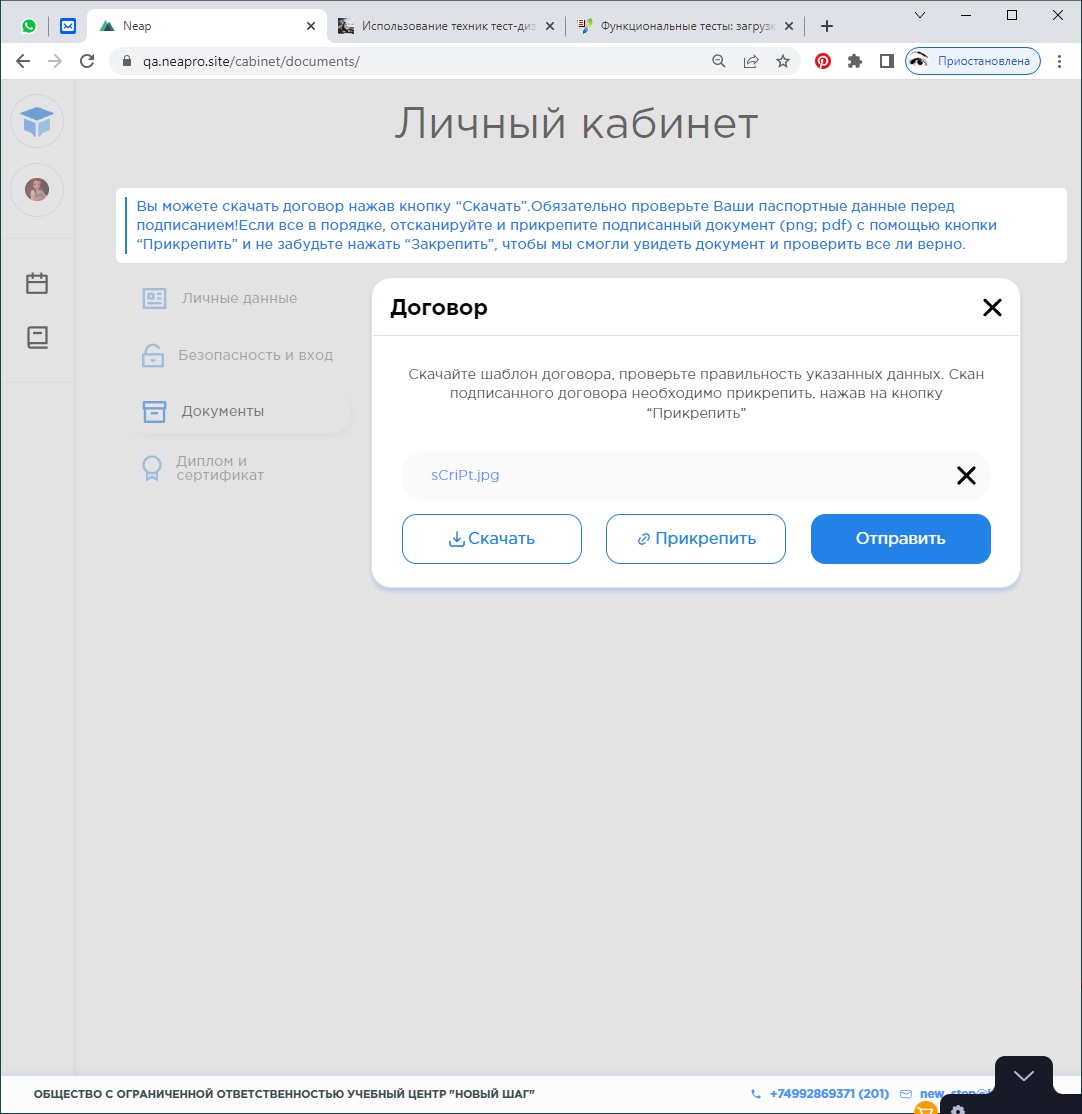 Neap
Использование техник тест-диз
Функциональные тесты: загрузк
qa.neapro.site/cabinet/documents/
Приостановлена
Личный кабинет
Вы можете скачать договор нажав кнопку “Скачать”.Обязательно проверьте Ваши паспортные данные перед
подписанием!Если все в порядке, отсканируйте и прикрепите подписанный документ (png; pdf) с помощью кнопки
“Прикрепить” и не забудьте нажать “Закрепить”, чтобы мы смогли увидеть документ и проверить все ли верно.
Личные данные
Безопасность и вход
Документы
Диплом и
сертификат
Договор
Скачайте шаблон договора, проверьте правильность указанных данных. Скан
подписанного договора необходимо прикрепить, нажав на кнопку
“Прикрепить”
sCriPt.jpg
Скачать
Прикрепить
Отправить
ОБЩЕСТВО С ОГРАНИЧЕННОЙ ОТВЕТСТВЕННОСТЬЮ УЧЕБНЫЙ ЦЕНТР "НОВЫЙ ШАГ"
+74992869371 (201)